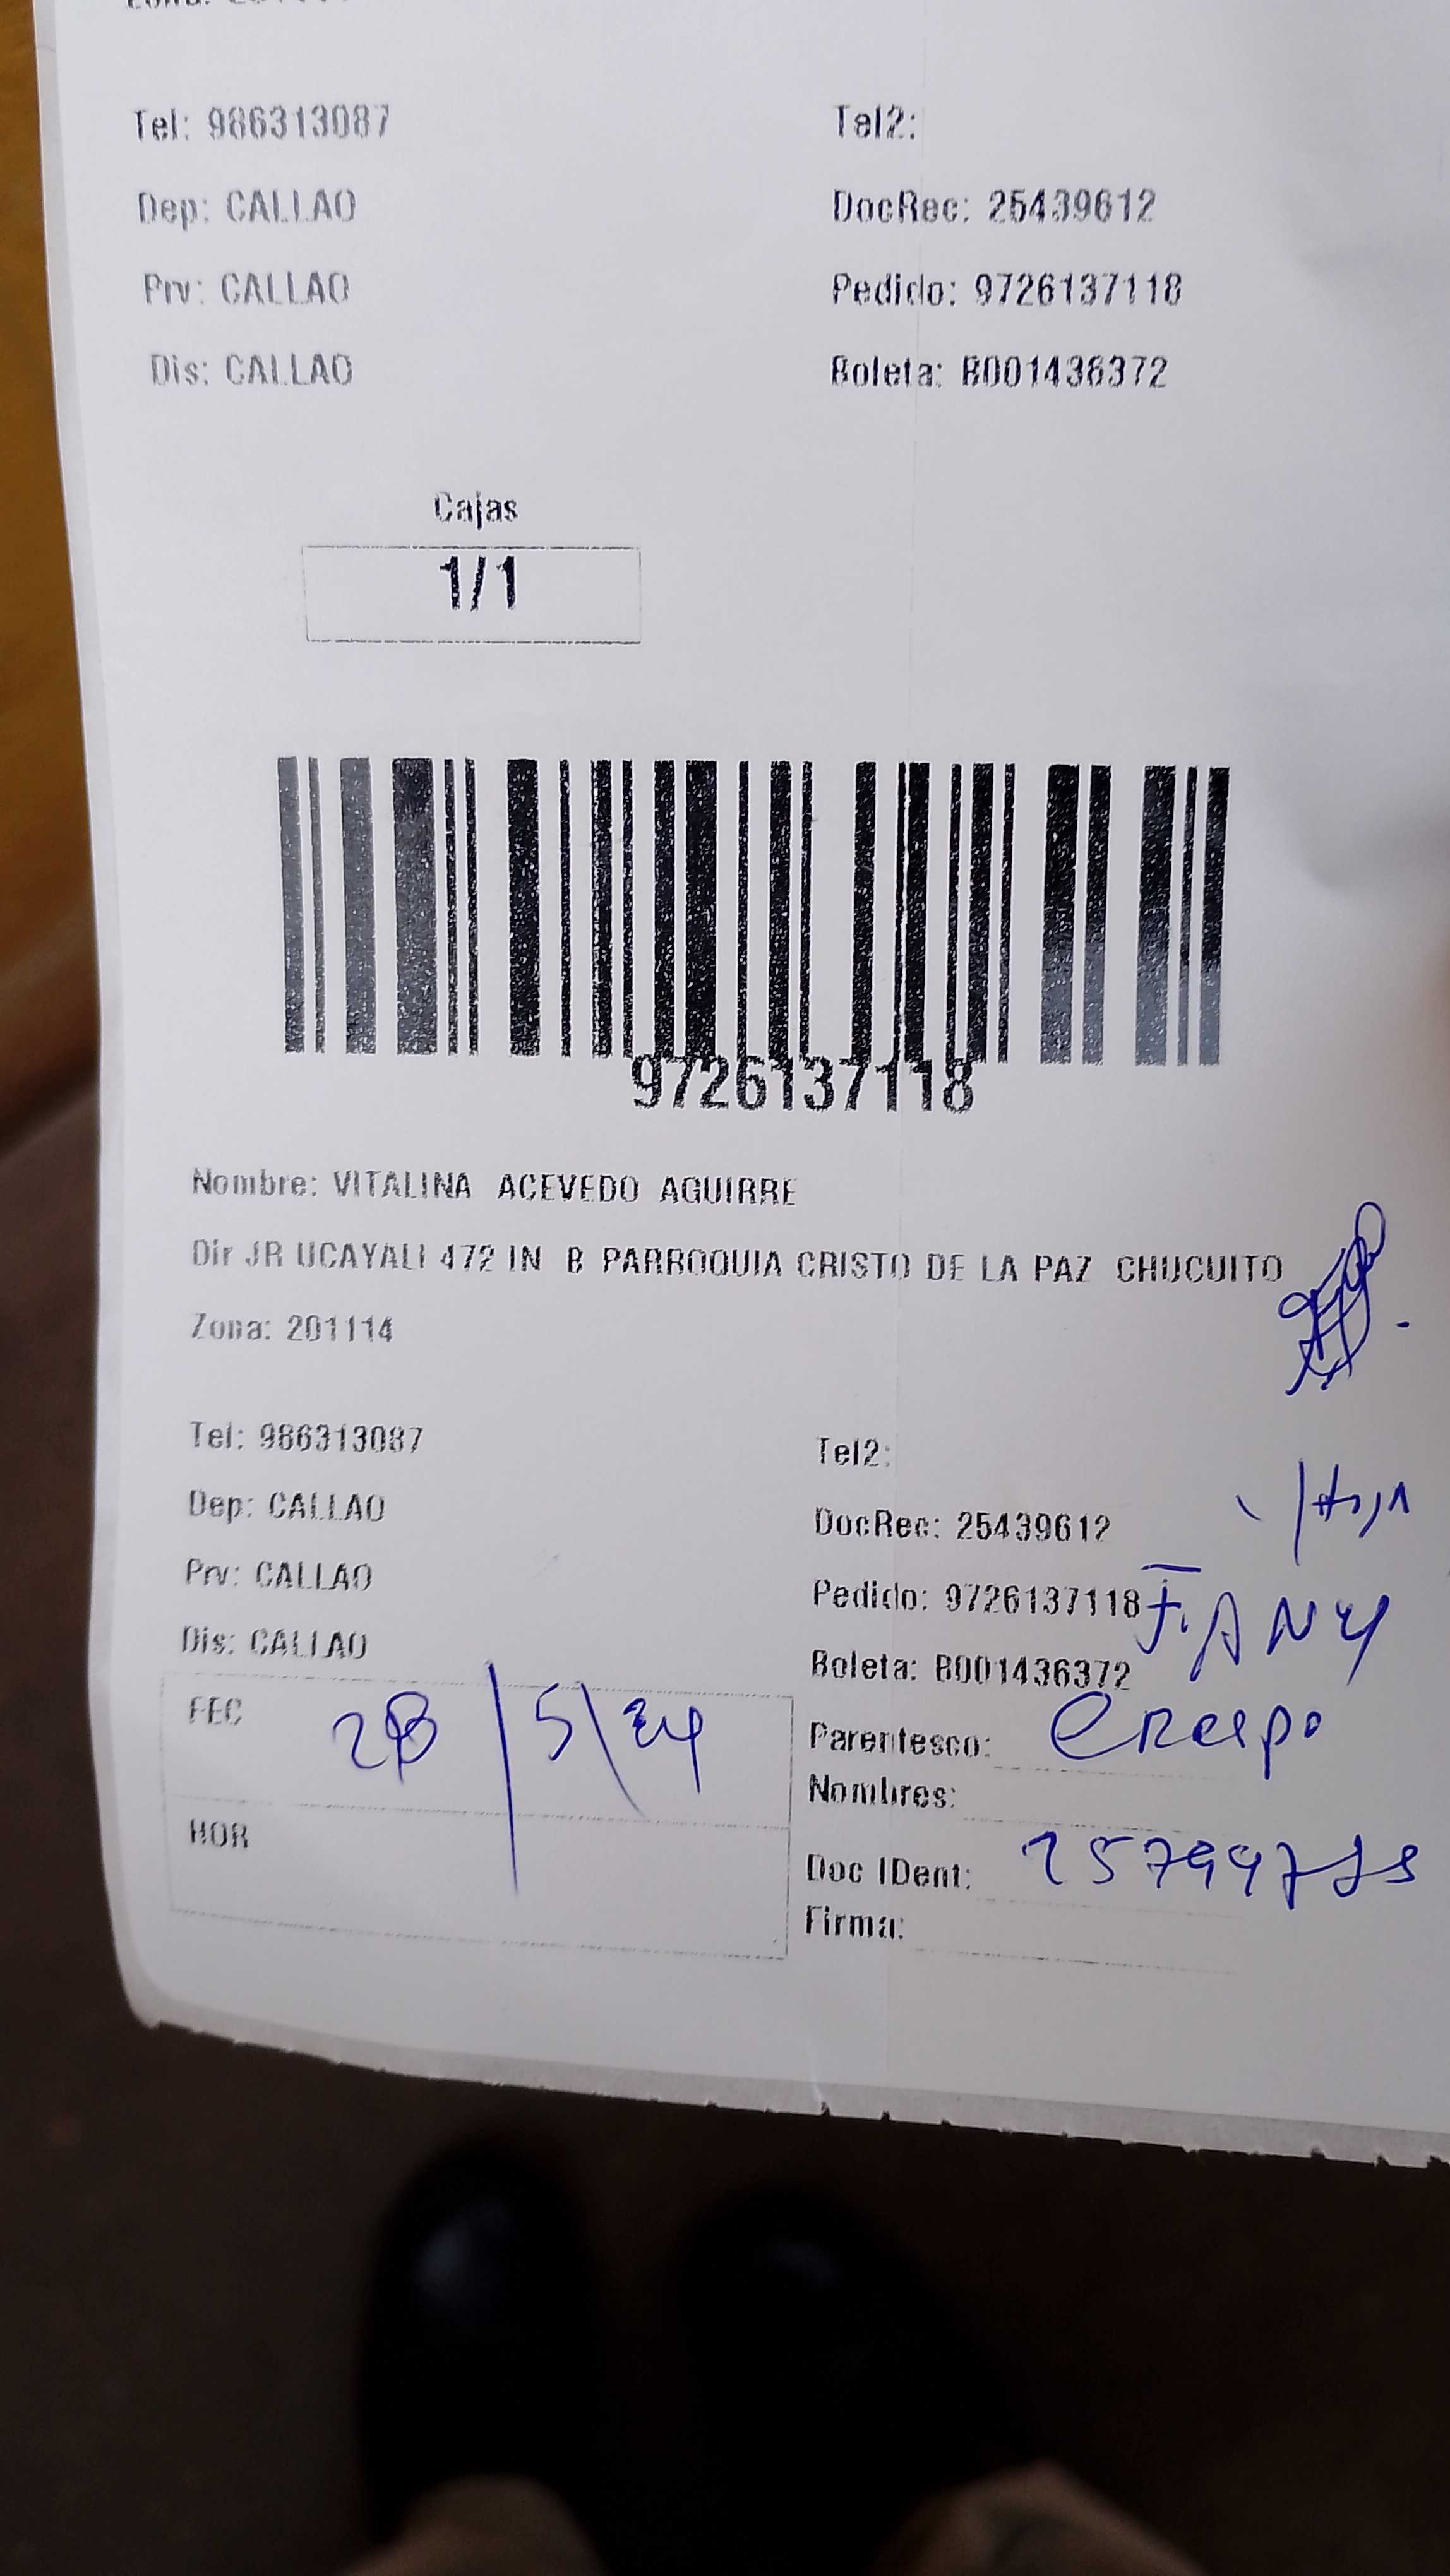 Tel: 986313087
Tel2:
Dep: CALLAO
DocRec: 25439612
Prv: CALLAO
Pedido: 9726137118
Dis: CALLAO
Boleta: B001436372
Cajas
1/1
9726137118
Nombre: VITALINA ACEVEDO AGUIRRE
Dir JR UCAYALI 472 IN B PARROQUIA CRISTO DE LA PAZ CHUCUITO
Zona: 201114
Tel: 986313087
Tel2:
Dep: CALLAO
DocRec: 25439612
Prv: CALLAO
Pedido: 9726137118 FANY
Dis: CALLAO
Boleta: B001436372
FEC 28/5/24
Parentesco: Crespo
Nombres:
HOR
Doc IDent:
Firma: